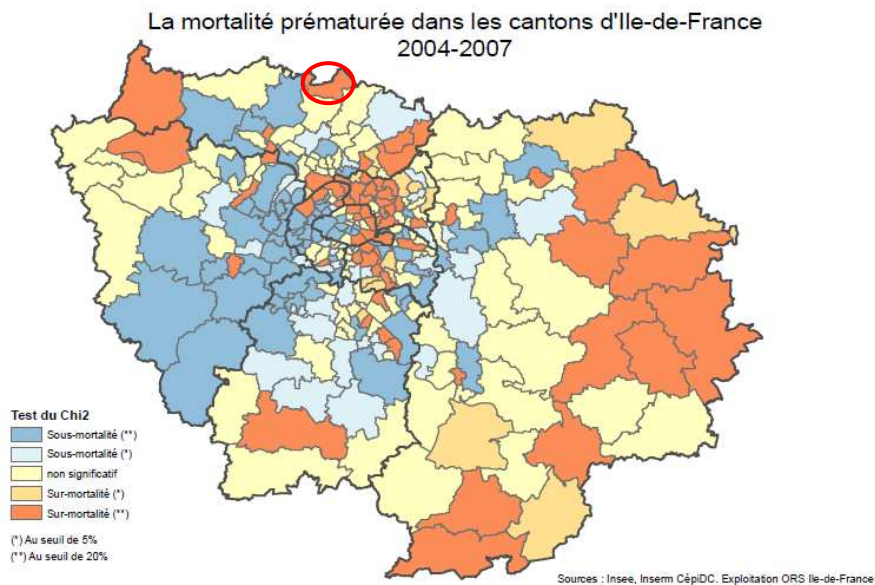 La mortalité prématurée dans les cantons d'Ile-de-France
2004-2007
Test du Chi2
Sous-mortalité (**)
Sous-mortalité (*)
non significatif
Sur-mortalité (*)
Sur-mortalité (**)
(*) Au seuil de 5%
(**) Au seuil de 20%
Sources : Insee, Inserm CépiDC. Exploitation ORS Ile-de-France